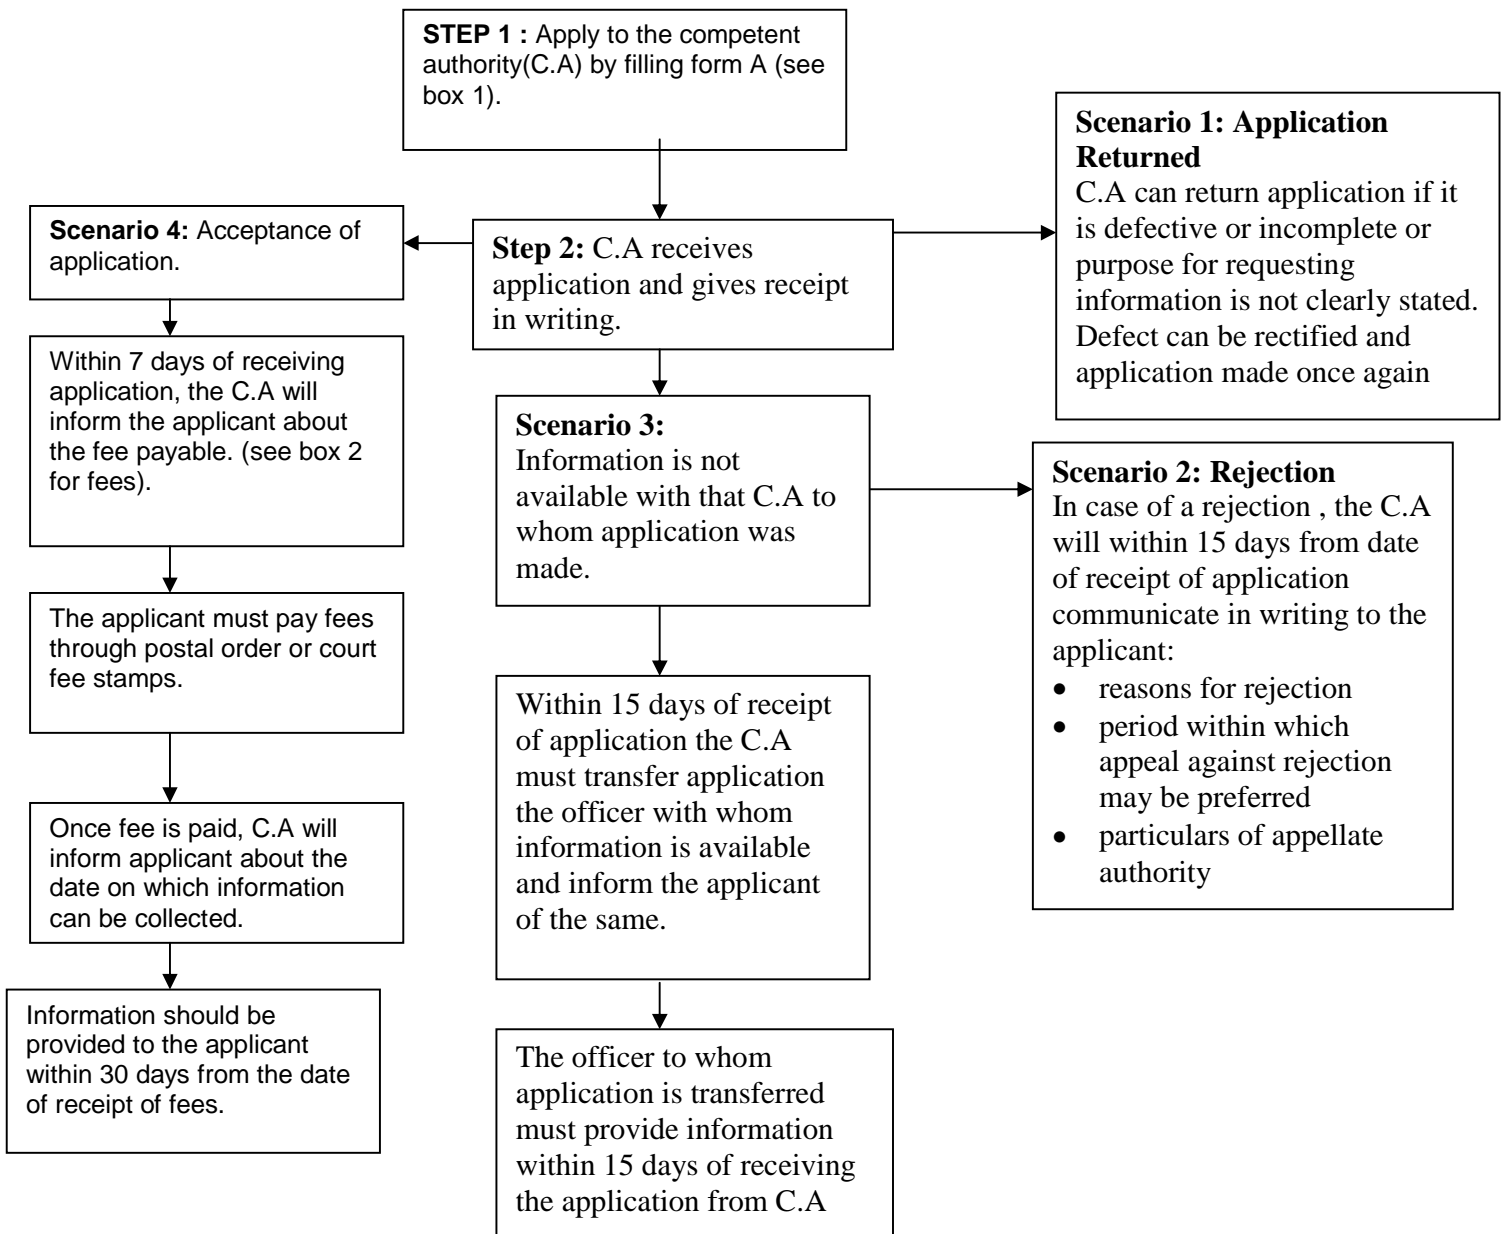 STEP 1 : Apply to the competent
authority(C.A) by filling form A (see
box 1).
Scenario 1: Application
Returned
C.A can return application if it
is defective or incomplete or
purpose for requesting
information is not clearly stated.
Defect can be rectified and
application made once again
Scenario 4: Acceptance of
application.
Step 2: C.A receives
application and gives receipt
in writing.
Within 7 days of receiving
application, the C.A will
inform the applicant about
the fee payable. (see box 2
for fees).
Scenario 3:
Information is not
available with that C.A to
whom application was
made.
Scenario 2: Rejection
In case of a rejection , the C.A
will within 15 days from date
of receipt of application
communicate in writing to the
applicant:
• reasons for rejection
• period within which
appeal against rejection
may be preferred
• particulars of appellate
authority
The applicant must pay fees
through postal order or court
fee stamps.
Within 15 days of receipt
of application the C.A
must transfer application
the officer with whom
information is available
and inform the applicant
of the same.
Once fee is paid, C.A will
inform applicant about the
date on which information
can be collected.
Information should be
provided to the applicant
within 30 days from the date
of receipt of fees.
The officer to whom
application is transferred
must provide information
within 15 days of receiving
the application from C.A